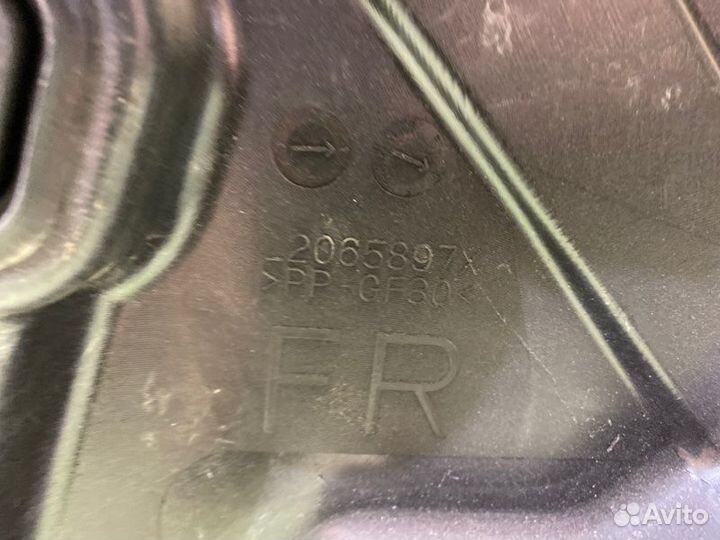 2065897X
>PP-GF30<
FR
Avito